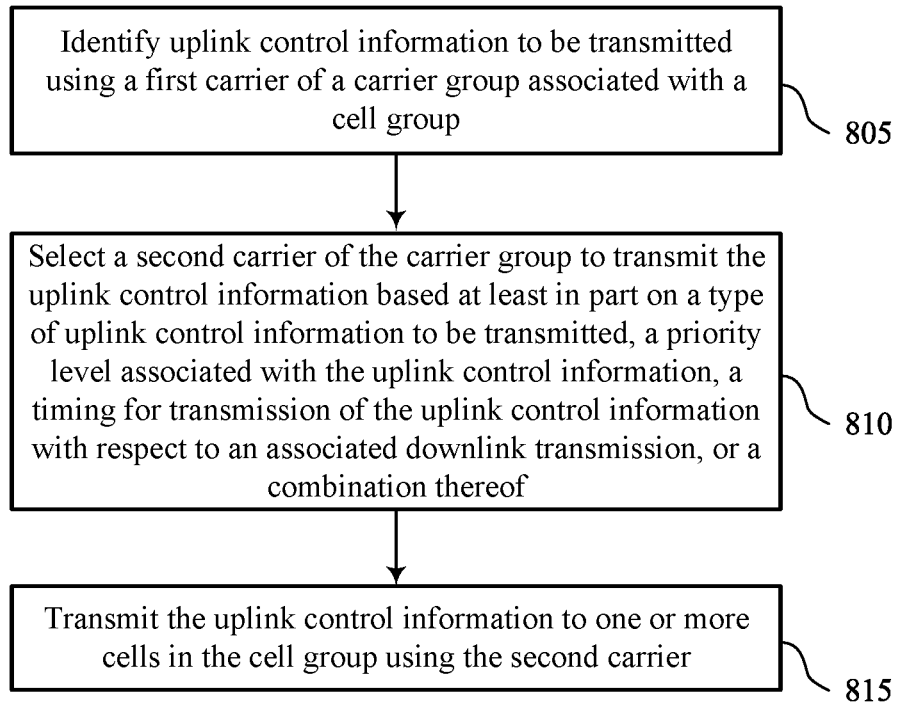 Identify uplink control information to be transmitted
using a first carrier of a carrier group associated with a
cell group
805
Select a second carrier of the carrier group to transmit the
uplink control information based at least in part on a type
of uplink control information to be transmitted, a priority
level associated with the uplink control information, a
timing for transmission of the uplink control information
with respect to an associated downlink transmission, or a
combination thereof
810
Transmit the uplink control information to one or more
cells in the cell group using the second carrier
815